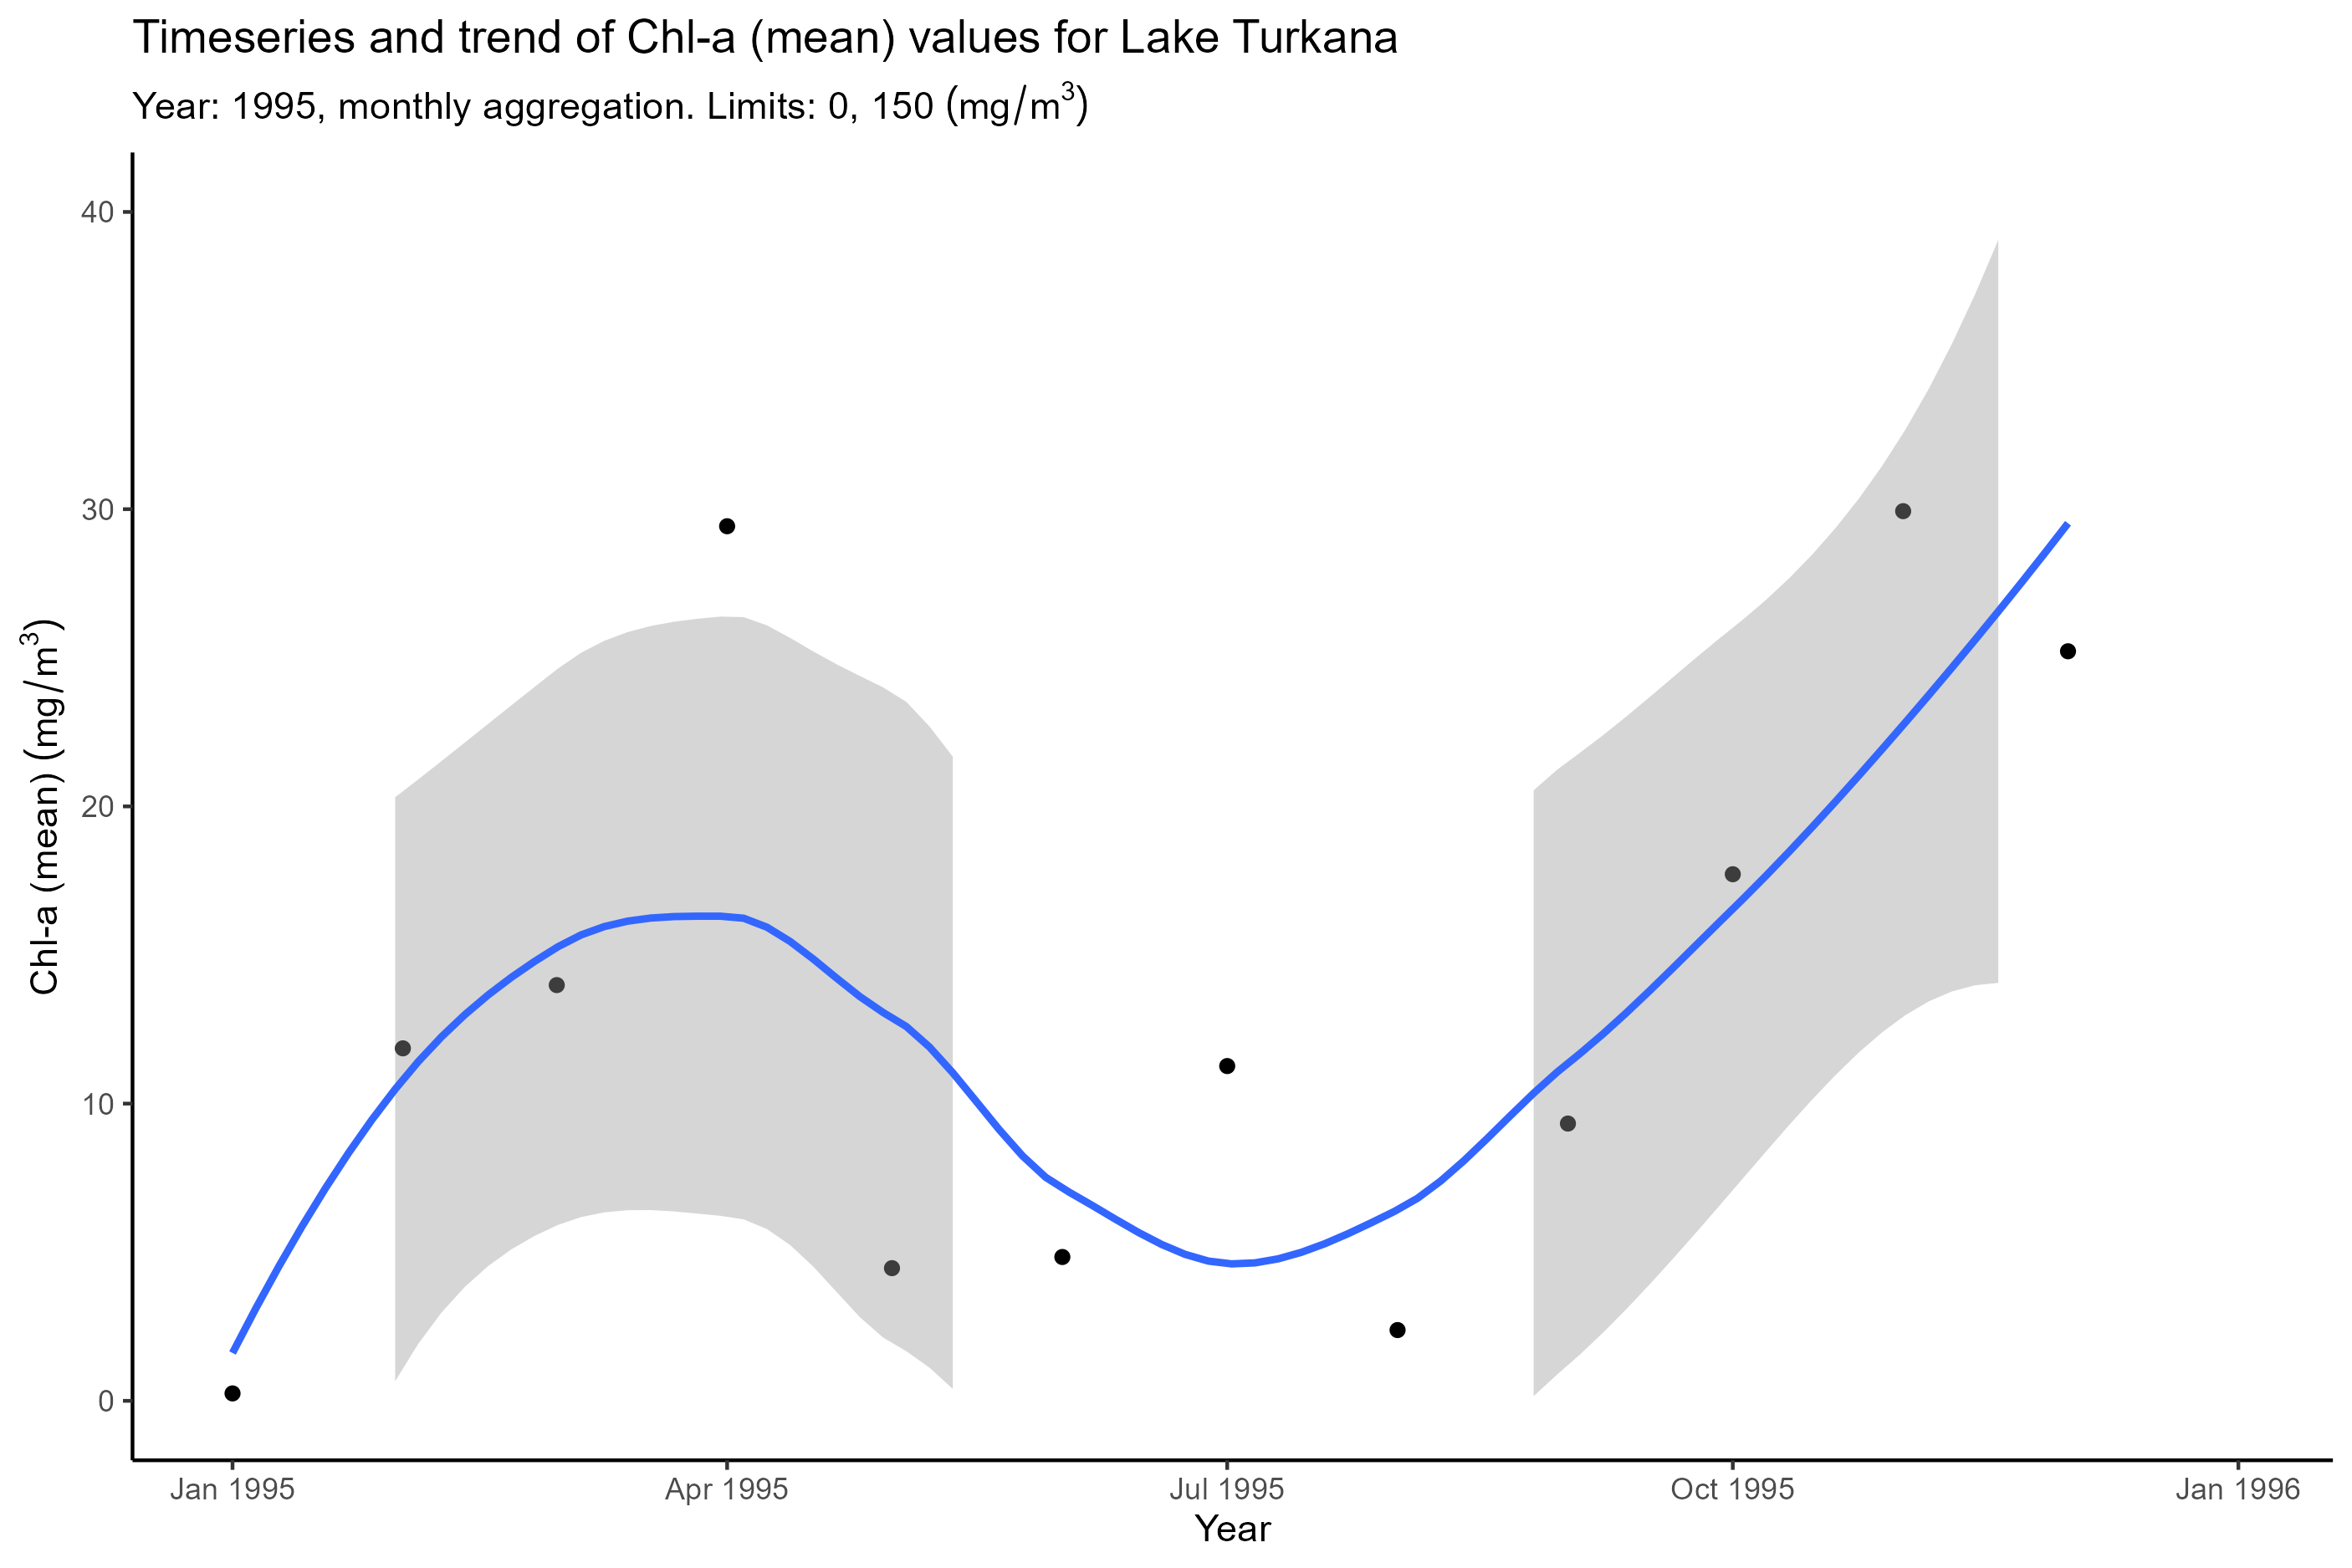 Timeseries and trend of Chl-a (mean) values for Lake Turkana
Year: 1995, monthly aggregation. Limits: 0, 150 (mg/m³)
Chl-a (mean) (mg/m³)
40
30
20
10
0
Jan 1995
Apr 1995
Jul 1995
Oct 1995
Jan 1996
Year